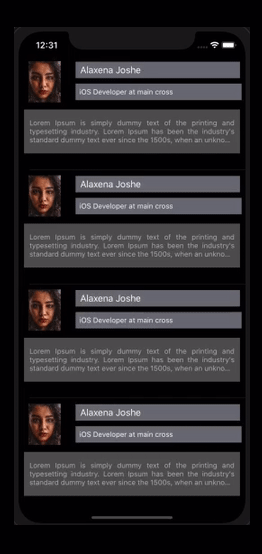 12:31
Alaxena Joshe
iOS Developer at main cross
Lorem Ipsum is simply dummy text of the printing and
typesetting industry. Lorem Ipsum has been the industry's
standard dummy text ever since the 1500s, when an unkno...
Alaxena Joshe
iOS Developer at main cross
Lorem Ipsum is simply dummy text of the printing and
typesetting industry. Lorem Ipsum has been the industry's
standard dummy text ever since the 1500s, when an unkno...
Alaxena Joshe
iOS Developer at main cross
Lorem Ipsum is simply dummy text of the printing and
typesetting industry. Lorem Ipsum has been the industry's
standard dummy text ever since the 1500s, when an unkno...
Alaxena Joshe
iOS Developer at main cross
Lorem Ipsum is simply dummy text of the printing and
typesetting industry. Lorem Ipsum has been the industry's
standard dummy text ever since the 1500s, when an unkno...